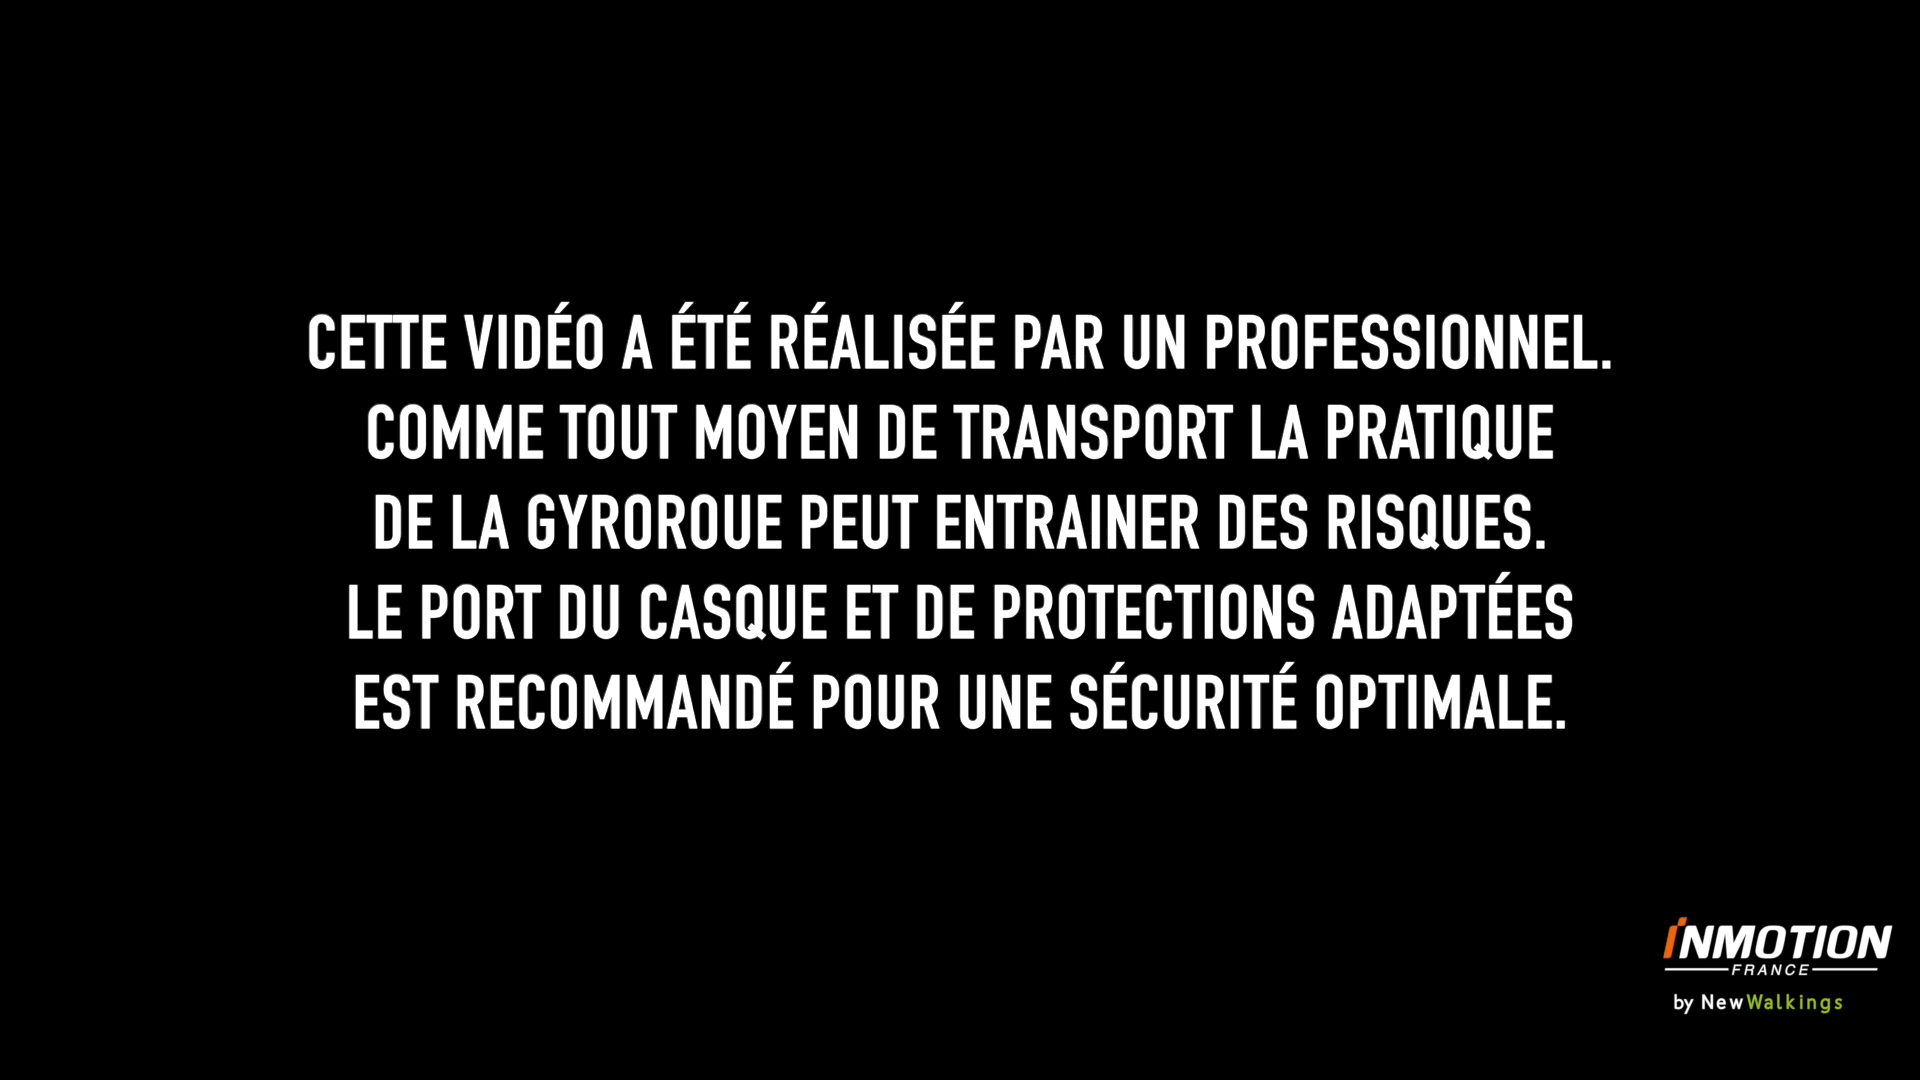 CETTE VIDÉO A ÉTÉ RÉALISÉE PAR UN PROFESSIONNEL.
COMME TOUT MOYEN DE TRANSPORT LA PRATIQUE
DE LA GYROROUE PEUT ENTRAINER DES RISQUES.
LE PORT DU CASQUE ET DE PROTECTIONS ADAPTÉES
EST RECOMMANDÉ POUR UNE SÉCURITÉ OPTIMALE.
INMOTION
FRANCE
by NewWalkings